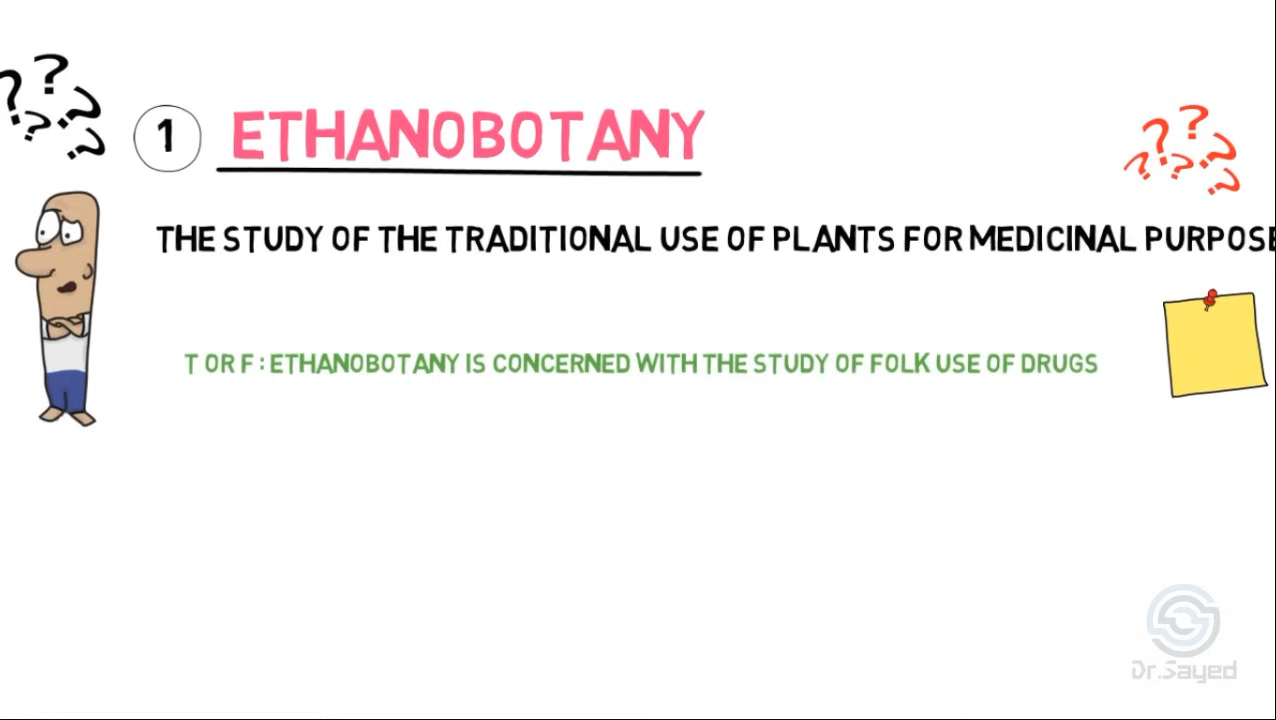 1 ETHANOBOTANY
THE STUDY OF THE TRADITIONAL USE OF PLANTS FOR MEDICINAL PURPOSE
T OR F : ETHANOBOTANY IS CONCERNED WITH THE STUDY OF FOLK USE OF DRUGS
Dr.Sayed